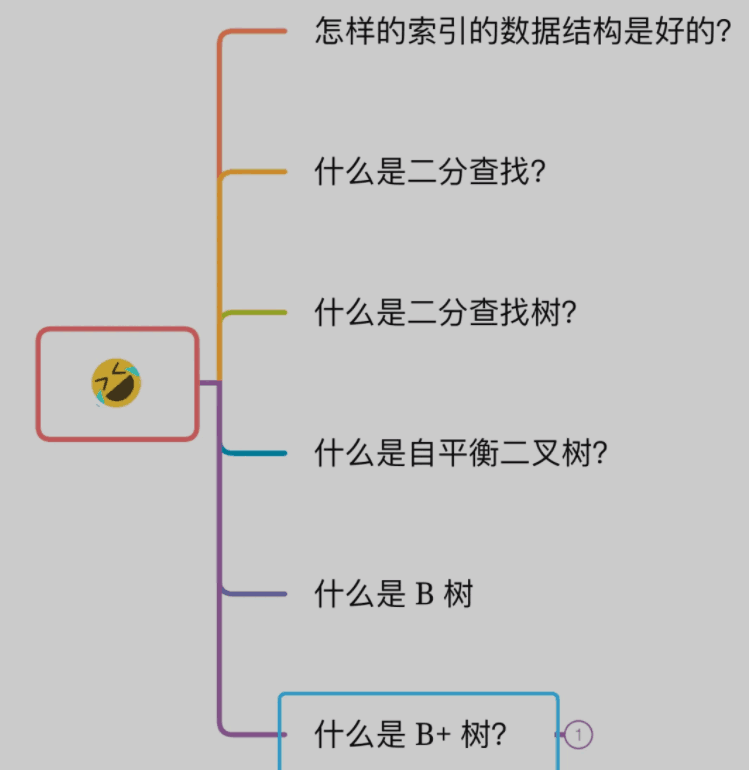 怎样的索引的数据结构是好的?
什么是二分查找?
什么是二分查找树?
什么是自平衡二叉树?
什么是 B 树
什么是 B+ 树?
1